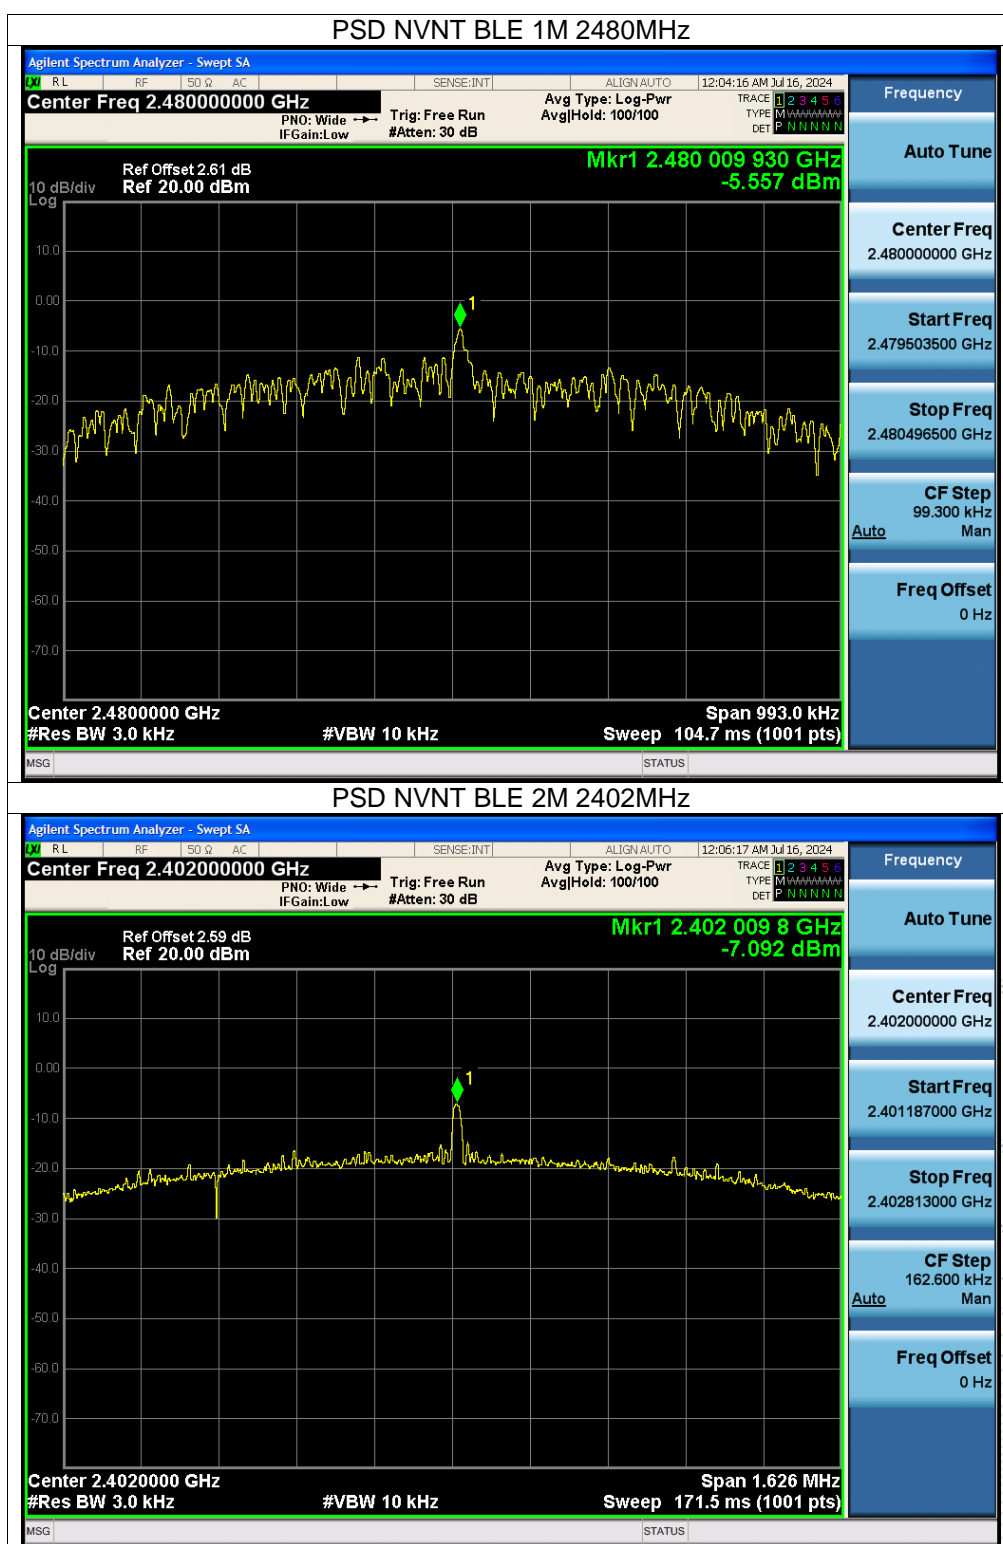 PSD NVNT BLE 1M 2480MHz
Agilent Spectrum Analyzer - Swept SA
LXI RL RF 50 Ω AC SENSE:INT ALIGN AUTO 12:04:16 AM Jul 16, 2024
Center Freq 2.480000000 GHz
PNO: Wide
IFGain:Low
Trig: Free Run
#Atten: 30 dB
Avg Type: Log-Pwr
Avg|Hold: 100/100
TRACE 1 2 3 4 5 6
TYPE MWWWWW
DET P N N N N N
Frequency
Auto Tune
Center Freq
2.480000000 GHz
Start Freq
2.479503500 GHz
Stop Freq
2.480496500 GHz
CF Step
99.300 kHz
Auto Man
Freq Offset
0 Hz
Mkr1 2.480 009 930 GHz
-5.557 dBm
Ref Offset 2.61 dB
10 dB/div Ref 20.00 dBm
Log
10.0
0.00
-10.0
-20.0
-30.0
-40.0
-50.0
-60.0
-70.0
1
Center 2.4800000 GHz Span 993.0 kHz
#Res BW 3.0 kHz #VBW 10 kHz Sweep 104.7 ms (1001 pts)
MSG STATUS
PSD NVNT BLE 2M 2402MHz
Agilent Spectrum Analyzer - Swept SA
LXI RL RF 50 Ω AC SENSE:INT ALIGN AUTO 12:06:17 AM Jul 16, 2024
Center Freq 2.402000000 GHz
PNO: Wide
IFGain:Low
Trig: Free Run
#Atten: 30 dB
Avg Type: Log-Pwr
Avg|Hold: 100/100
TRACE 1 2 3 4 5 6
TYPE MWWWWW
DET P N N N N N
Frequency
Auto Tune
Center Freq
2.402000000 GHz
Start Freq
2.401187000 GHz
Stop Freq
2.402813000 GHz
CF Step
162.600 kHz
Auto Man
Freq Offset
0 Hz
Mkr1 2.402 009 8 GHz
-7.092 dBm
Ref Offset 2.59 dB
10 dB/div Ref 20.00 dBm
Log
10.0
0.00
-10.0
-20.0
-30.0
-40.0
-50.0
-60.0
-70.0
1
Center 2.4020000 GHz Span 1.626 MHz
#Res BW 3.0 kHz #VBW 10 kHz Sweep 171.5 ms (1001 pts)
MSG STATUS